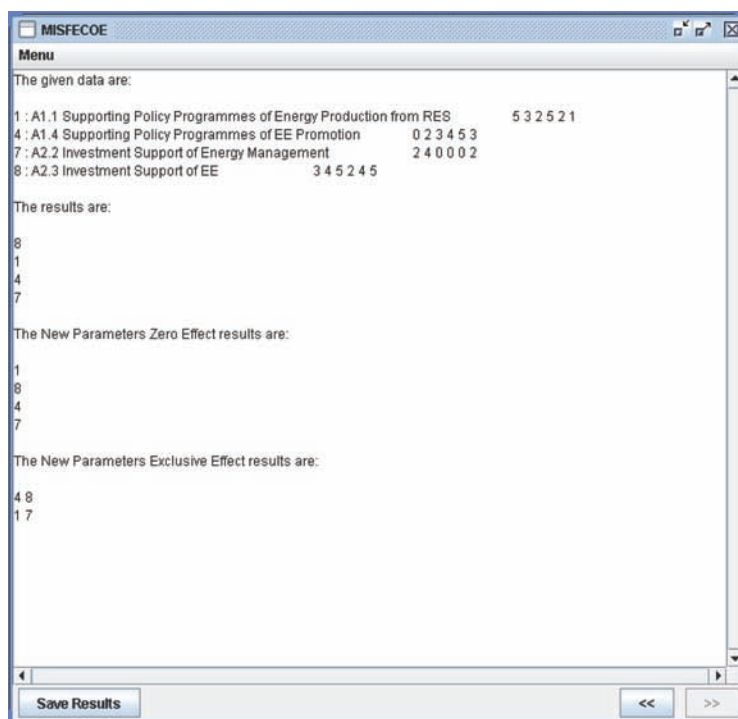 MISFECOE
Menu
The given data are:
1 : A1.1 Supporting Policy Programmes of Energy Production from RES 5 3 2 5 2 1
4 : A1.4 Supporting Policy Programmes of EE Promotion 0 2 3 4 5 3
7 : A2.2 Investment Support of Energy Management 2 4 0 0 0 2
8 : A2.3 Investment Support of EE 3 4 5 2 4 5
The results are:
8
1
4
7
The New Parameters Zero Effect results are:
1
8
4
7
The New Parameters Exclusive Effect results are:
4 8
1 7
Save Results
<<
>>